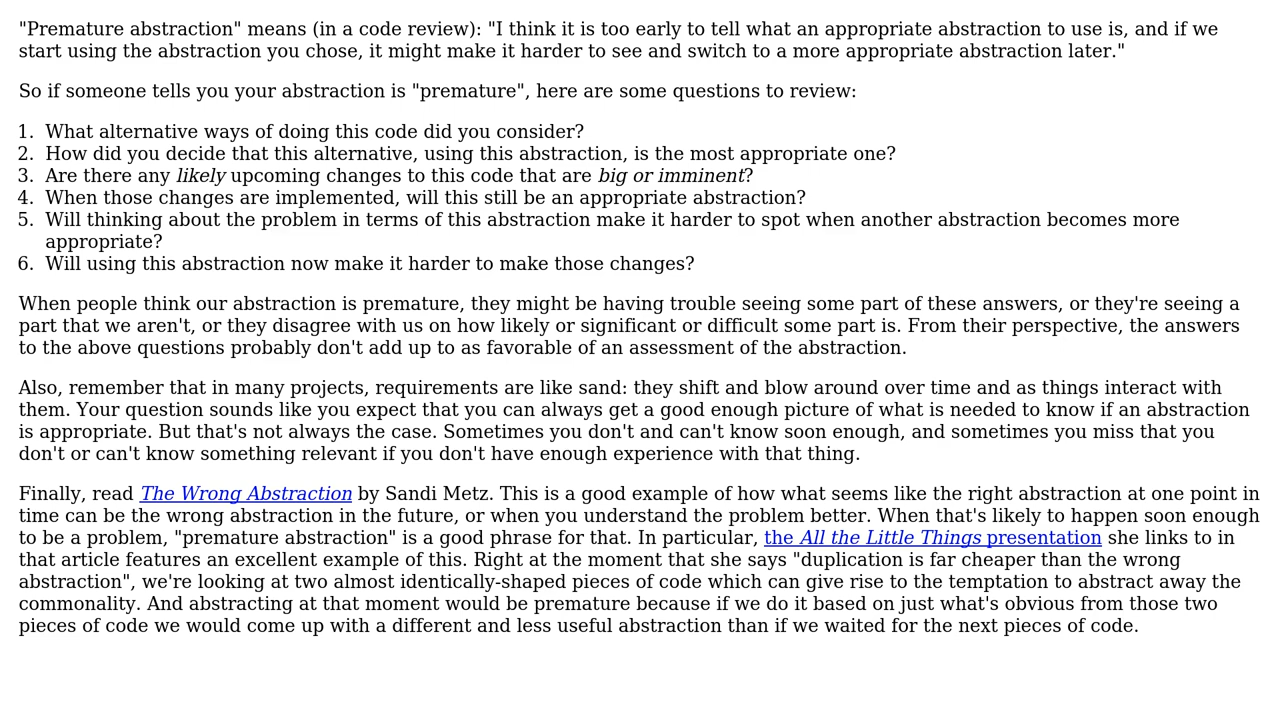 "Premature abstraction" means (in a code review): "I think it is too early to tell what an appropriate abstraction to use is, and if we
start using the abstraction you chose, it might make it harder to see and switch to a more appropriate abstraction later."
So if someone tells you your abstraction is "premature", here are some questions to review:
1. What alternative ways of doing this code did you consider?
2. How did you decide that this alternative, using this abstraction, is the most appropriate one?
3. Are there any likely upcoming changes to this code that are big or imminent?
4. When those changes are implemented, will this still be an appropriate abstraction?
5. Will thinking about the problem in terms of this abstraction make it harder to spot when another abstraction becomes more
appropriate?
6. Will using this abstraction now make it harder to make those changes?
When people think our abstraction is premature, they might be having trouble seeing some part of these answers, or they're seeing a
part that we aren't, or they disagree with us on how likely or significant or difficult some part is. From their perspective, the answers
to the above questions probably don't add up to as favorable of an assessment of the abstraction.
Also, remember that in many projects, requirements are like sand: they shift and blow around over time and as things interact with
them. Your question sounds like you expect that you can always get a good enough picture of what is needed to know if an abstraction
is appropriate. But that's not always the case. Sometimes you don't and can't know soon enough, and sometimes you miss that you
don't or can't know something relevant if you don't have enough experience with that thing.
Finally, read The Wrong Abstraction by Sandi Metz. This is a good example of how what seems like the right abstraction at one point in
time can be the wrong abstraction in the future, or when you understand the problem better. When that's likely to happen soon enough
to be a problem, "premature abstraction" is a good phrase for that. In particular, the All the Little Things presentation she links to in
that article features an excellent example of this. Right at the moment that she says "duplication is far cheaper than the wrong
abstraction", we're looking at two almost identically-shaped pieces of code which can give rise to the temptation to abstract away the
commonality. And abstracting at that moment would be premature because if we do it based on just what's obvious from those two
pieces of code we would come up with a different and less useful abstraction than if we waited for the next pieces of code.